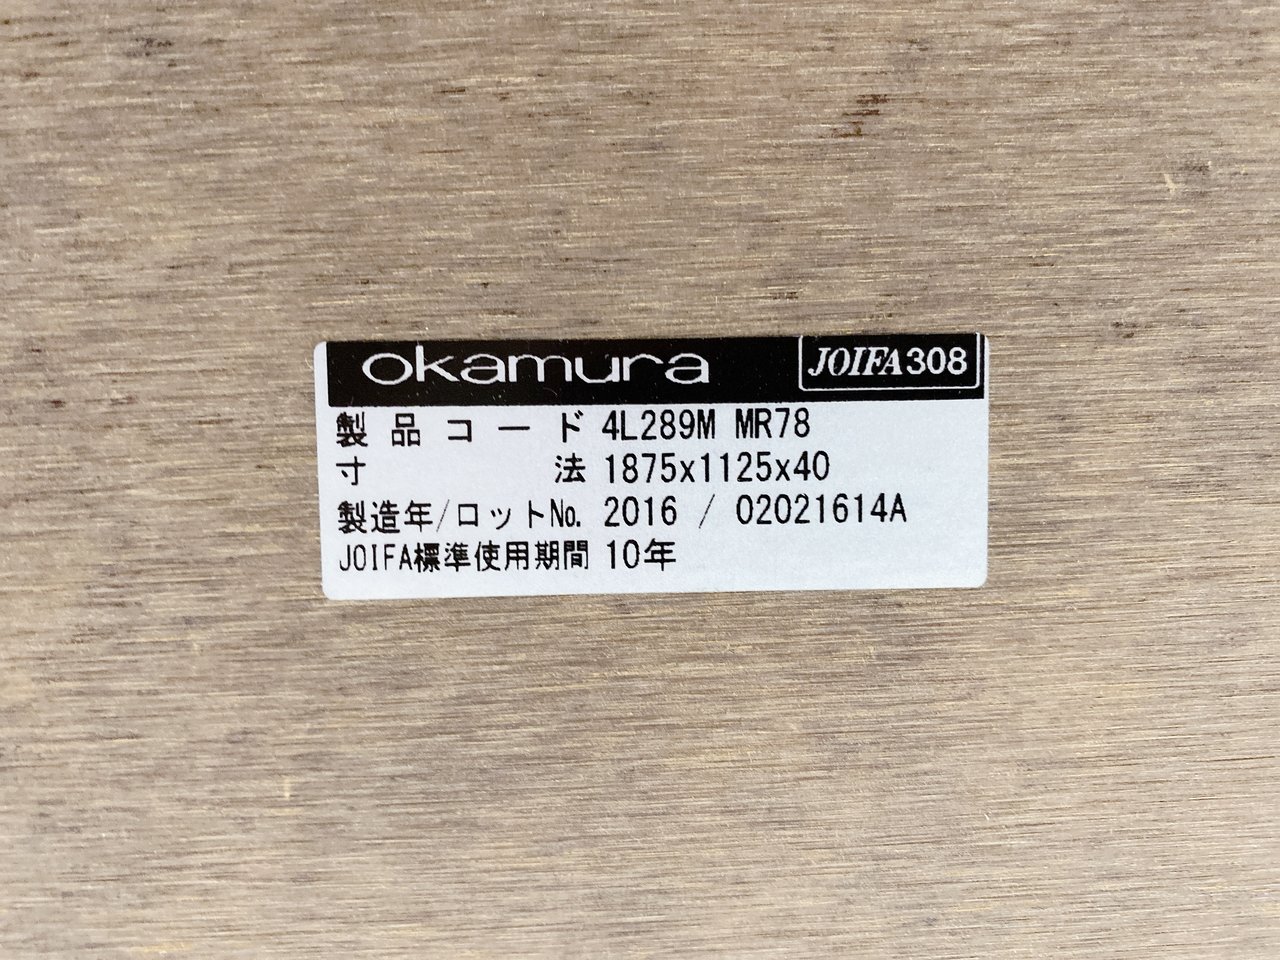 okamura JOIFA308
製品コード 4L289M MR78
寸法 1875x1125x40
製造年/ロットNo. 2016 / 02021614A
JOIFA標準使用期間 10年